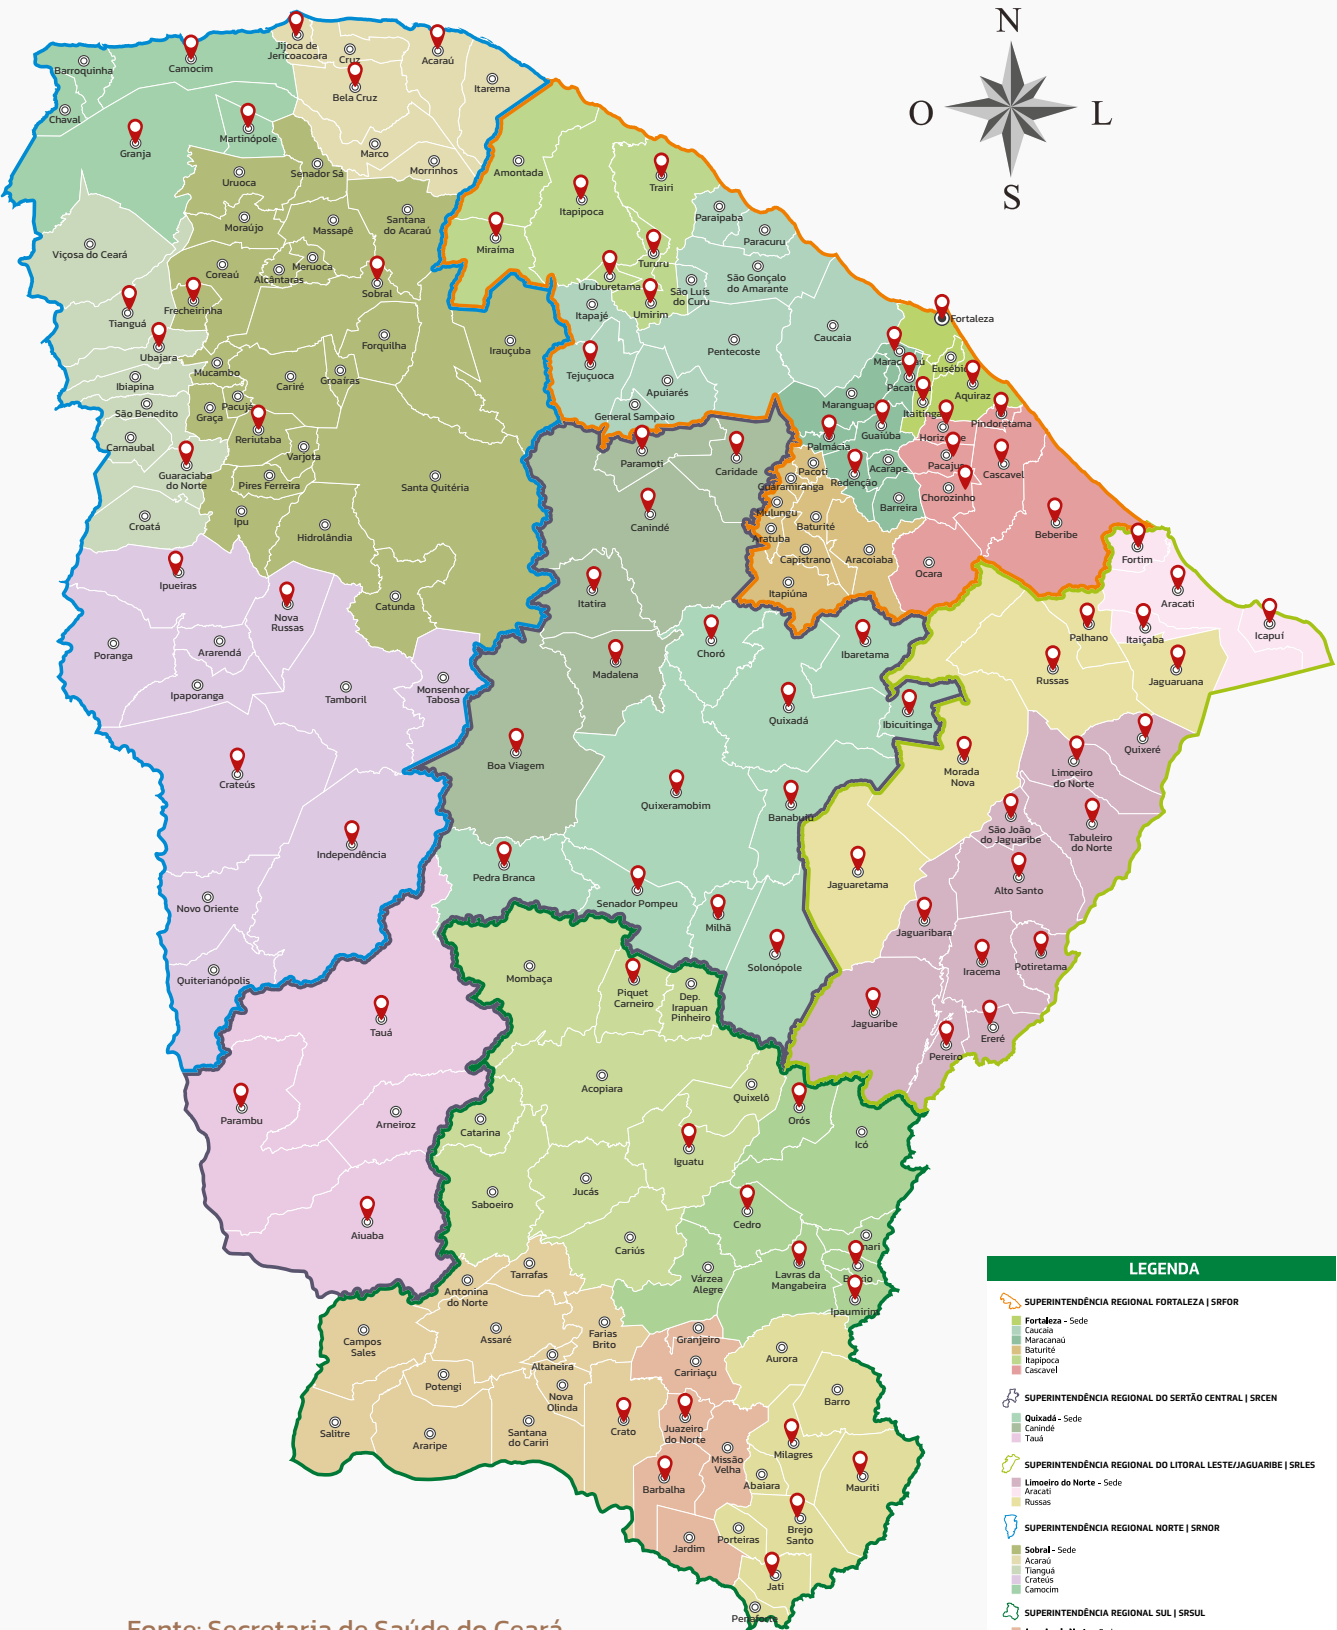 N
O
L
S
Jijoca de
Jericoacoara
Cruz
Acaraú
Barroquinha
Camocim
Bela Cruz
Itarema
Chaval
Martinópole
Granja
Marco
Morrinhos
Senador Sá
Uruoca
Amontada
Trairi
Itapipoca
Santana
do Acaraú
Moraújo
Massapê
Paraipaba
Paracuru
Miraíma
Viçosa do Ceará
Coreaú
Meruoca
Alcântaras
Tururu
São Gonçalo
do Amarante
Uruburetama
São Luís
do Curu
Sobral
Frecheirinha
Itapajé
Umirim
Tianguá
Fortaleza
Forquilha
Irauçuba
Pentecoste
Caucaia
Ubajara
Eusébio
Mucambo
Tejuçuoca
Ibiapina
Cariré
Groaíras
Apuiarés
Aquiraz
São Benedito
Graça
Pacujá
General Sampaio
Itaitinga
Pindoretama
Reriutaba
Guaiúba
Carnaubal
Varjota
Palmácia
Paramoti
Caridade
Pacoti
Acarape
Pacajus
Cascavel
Guaraciaba
do Norte
Pires Ferreira
Santa Quitéria
Guaramiranga
Redenção
Chorozinho
Canindé
Mulungu
Barreira
Croatá
Ipu
Hidrolândia
Baturité
Aratuba
Beberibe
Capistrano
Aracoiaba
Fortim
Ipueiras
Ocara
Itapiúna
Itatira
Aracati
Catunda
Nova
Russas
Palhano
Itaiçaba
Icapuí
Poranga
Ararendá
Choró
Ibaretama
Madalena
Russas
Jaguaruana
Ipaporanga
Tamboril
Monsenhor
Tabosa
Quixadá
Ibicuitinga
Quixeré
Boa Viagem
Morada
Nova
Limoeiro
do Norte
Crateús
Quixeramobim
Banabuiú
São João
do Jaguaribe
Tabuleiro
do Norte
Independência
Pedra Branca
Jaguaretama
Alto Santo
Senador Pompeu
Novo Oriente
Milhã
Jaguaribara
Solonópole
Iracema
Potiretama
Quiterianópolis
Mombaça
Piquet
Carneiro
Dep.
Irapuan
Pinheiro
Jaguaribe
Tauá
Ereré
Pereiro
Acopiara
Quixelô
Parambu
Arneiroz
Orós
Catarina
Icó
Iguatu
Jucás
Saboeiro
Cedro
Aiuaba
Cariús
Tarrafas
Várzea
Alegre
Lavras da
Mangabeira
Antonina
do Norte
Ipaumirim
Campos
Sales
Assaré
Farias
Brito
Granjeiro
Aurora
Altaneira
Caririaçu
Potengi
Nova
Olinda
Barro
Salitre
Santana
do Cariri
Crato
Juazeiro
do Norte
Araripe
Milagres
Missão
Velha
Barbalha
Abaiara
Mauriti
Porteiras
Brejo
Santo
Jardim
Jati
LEGENDA
SUPERINTENDÊNCIA REGIONAL FORTALEZA | SRFOR
Fortaleza - Sede
Caucaia
Maracanaú
Baturité
Itapipoca
Cascavel
SUPERINTENDÊNCIA REGIONAL DO SERTÃO CENTRAL | SRCEN
Quixadá - Sede
Canindé
Tauá
SUPERINTENDÊNCIA REGIONAL DO LITORAL LESTE/JAGUARIBE | SRLES
Limoeiro do Norte - Sede
Aracati
Russas
SUPERINTENDÊNCIA REGIONAL NORTE | SRNOR
Sobral - Sede
Acaraú
Tianguá
Crateús
Camocim
SUPERINTENDÊNCIA REGIONAL SUL | SRSUL
Fonte: Secretaria de Saúde do Ceará